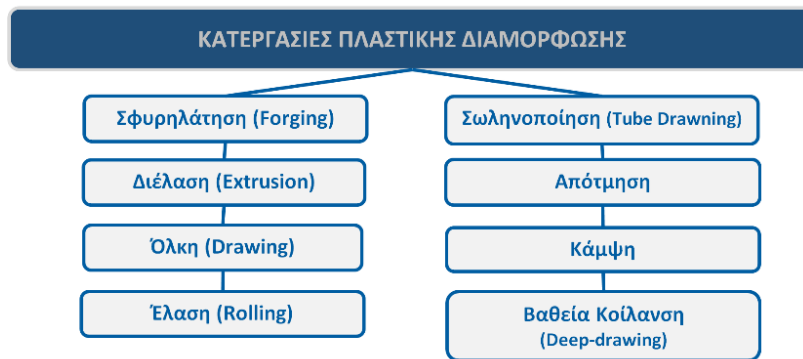 ΚΑΤΕΡΓΑΣΙΕΣ ΠΛΑΣΤΙΚΗΣ ΔΙΑΜΟΡΦΩΣΗΣ
Σφυρηλάτηση (Forging)
Διέλαση (Extrusion)
Όλκη (Drawing)
Έλαση (Rolling)
Σωληνοποίηση (Tube Drawning)
Απότμηση
Κάμψη
Βαθεία Κοίλανση
(Deep-drawing)